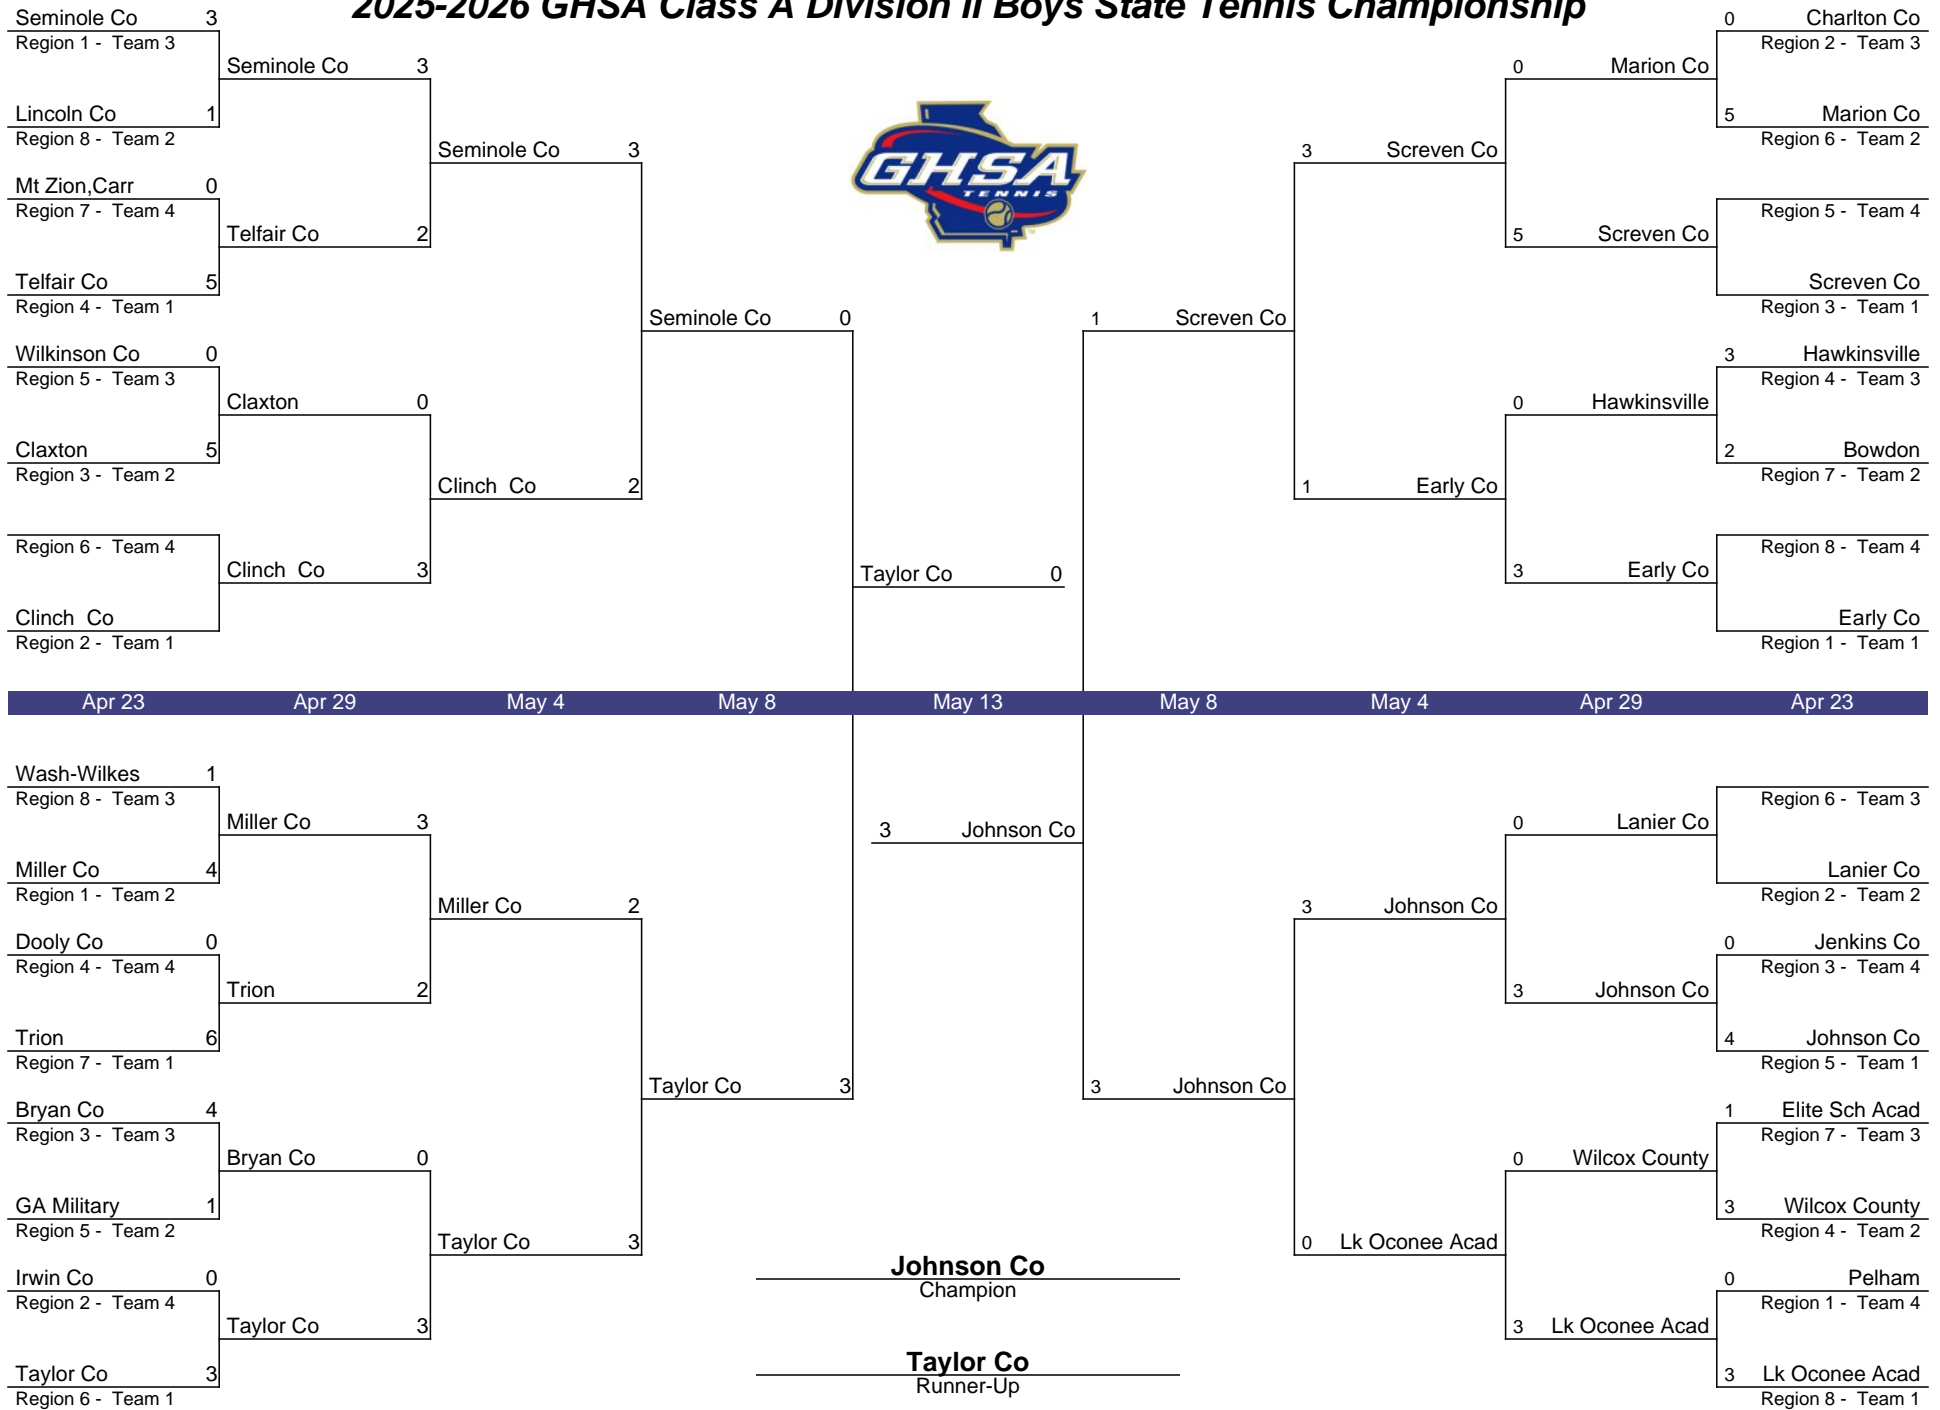 2025-2026 GHSA Class A Division II Boys State Tennis Championship
Seminole Co 3
Region 1 - Team 3
Seminole Co 3
Lincoln Co 1
Region 8 - Team 2
Seminole Co 3
Mt Zion,Carr 0
Region 7 - Team 4
Telfair Co 2
Telfair Co 5
Region 4 - Team 1
Seminole Co 0
Wilkinson Co 0
Region 5 - Team 3
Claxton 0
Claxton 5
Region 3 - Team 2
Clinch Co 2
Region 6 - Team 4
Clinch Co 3
Clinch Co
Region 2 - Team 1
Taylor Co 0
GHSA
TENNIS
0 Charlton Co
Region 2 - Team 3
0 Marion Co
5 Marion Co
Region 6 - Team 2
3 Screven Co
Region 5 - Team 4
5 Screven Co
Screven Co
Region 3 - Team 1
1 Screven Co
3 Hawkinsville
Region 4 - Team 3
0 Hawkinsville
2 Bowdon
Region 7 - Team 2
1 Early Co
Region 8 - Team 4
3 Early Co
Early Co
Region 1 - Team 1
Apr 23 Apr 29 May 4 May 8 May 13 May 8 May 4 Apr 29 Apr 23
Wash-Wilkes 1
Region 8 - Team 3
Miller Co 3
Miller Co 4
Region 1 - Team 2
Miller Co 2
Dooly Co 0
Region 4 - Team 4
Trion 2
Trion 6
Region 7 - Team 1
Taylor Co 3
Bryan Co 4
Region 3 - Team 3
Bryan Co 0
GA Military 1
Region 5 - Team 2
Taylor Co 3
Irwin Co 0
Region 2 - Team 4
Taylor Co 3
Taylor Co 3
Region 6 - Team 1
3 Johnson Co
Region 6 - Team 3
0 Lanier Co
Lanier Co
Region 2 - Team 2
3 Johnson Co
0 Jenkins Co
Region 3 - Team 4
3 Johnson Co
4 Johnson Co
Region 5 - Team 1
3 Johnson Co
1 Elite Sch Acad
Region 7 - Team 3
0 Wilcox County
3 Wilcox County
Region 4 - Team 2
0 Lk Oconee Acad
0 Pelham
Region 1 - Team 4
3 Lk Oconee Acad
3 Lk Oconee Acad
Region 8 - Team 1
Johnson Co
Champion
Taylor Co
Runner-Up